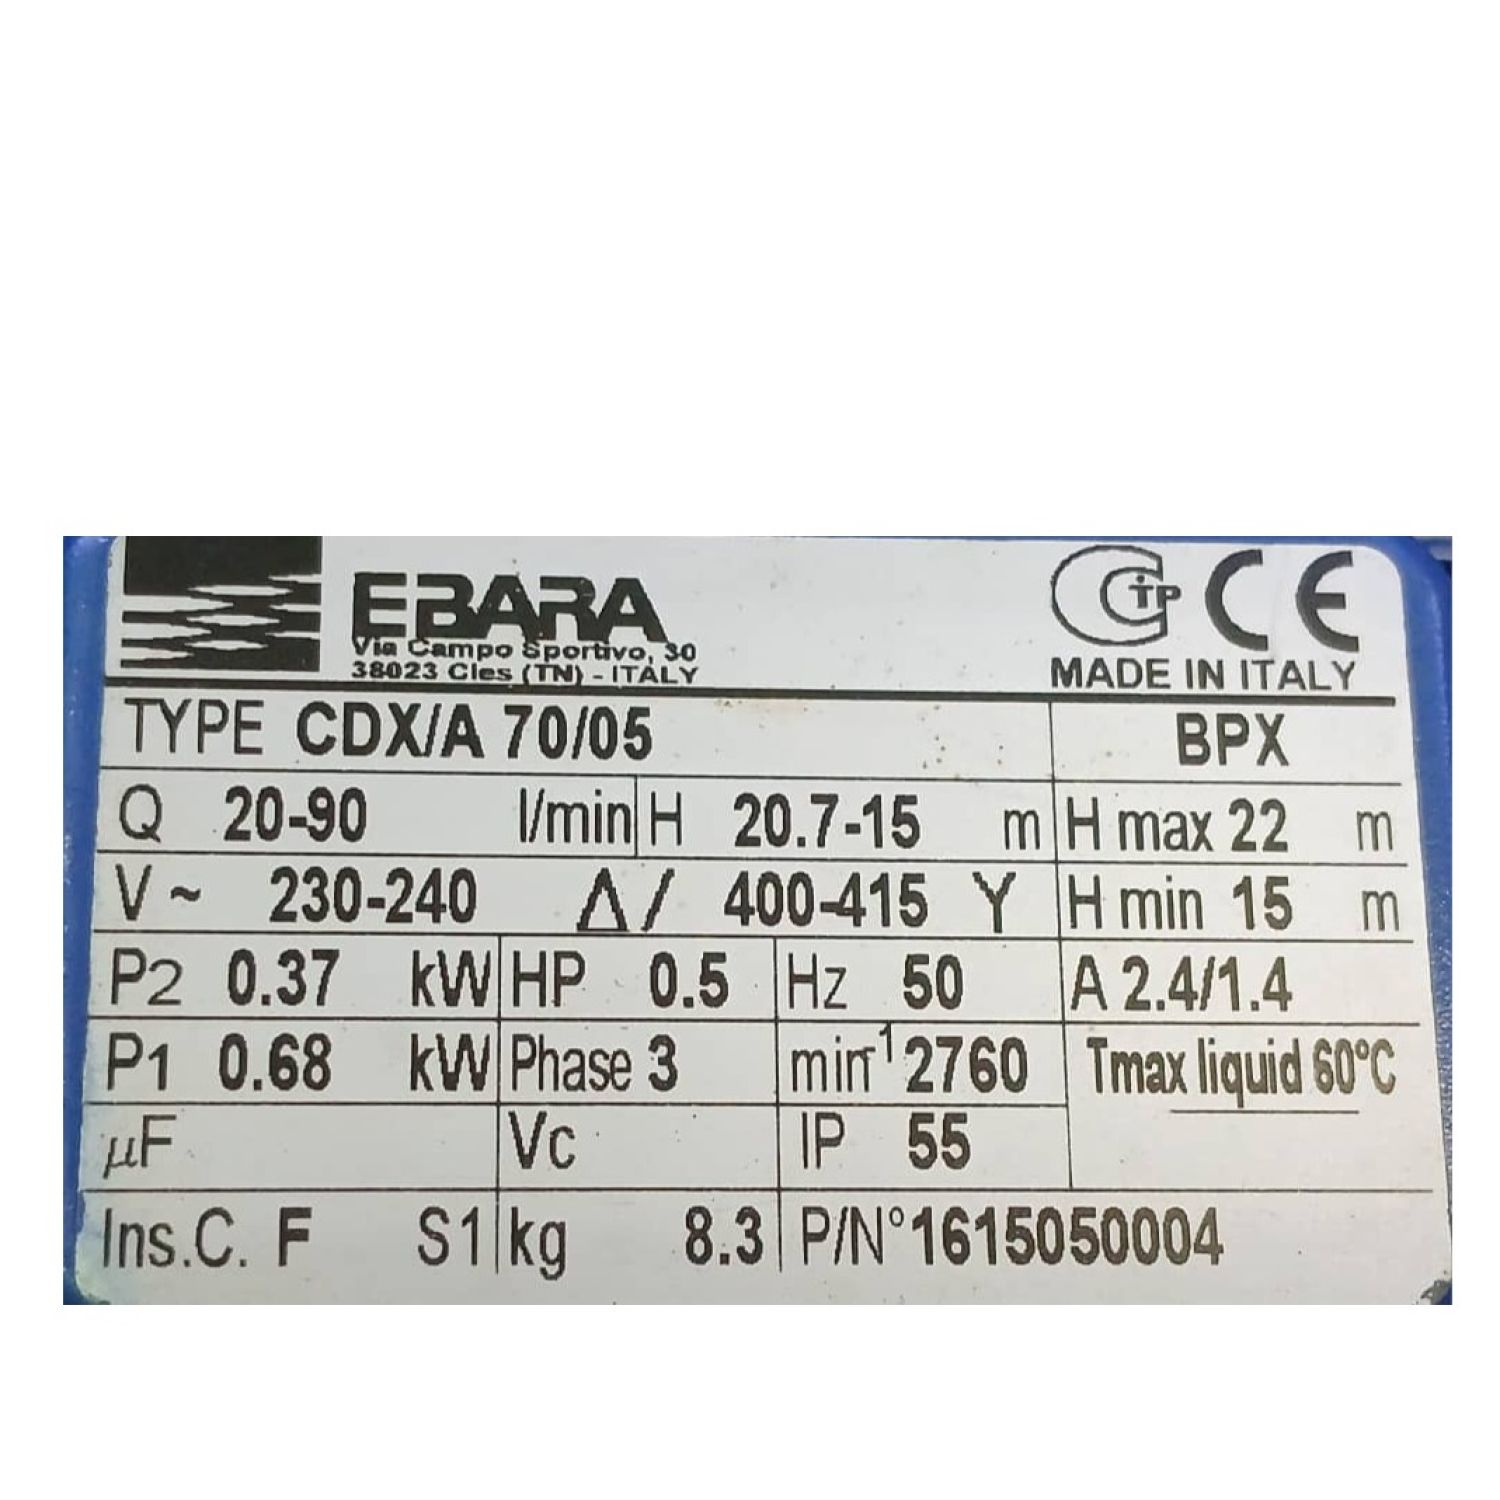 EBARA
Via Campo Sportivo, 30
38023 Cles (TN) - ITALY
CTP CE
MADE IN ITALY
TYPE CDX/A 70/05 BPX
Q 20-90 l/min H 20.7-15 m H max 22 m
V~ 230-240 Δ/ 400-415 Y H min 15 m
P2 0.37 kW HP 0.5 Hz 50 A 2.4/1.4
P1 0.68 kW Phase 3 min⁻¹ 2760 Tmax liquid 60°C
µF Vc IP 55
Ins.C. F S1 kg 8.3 P/N°1615050004